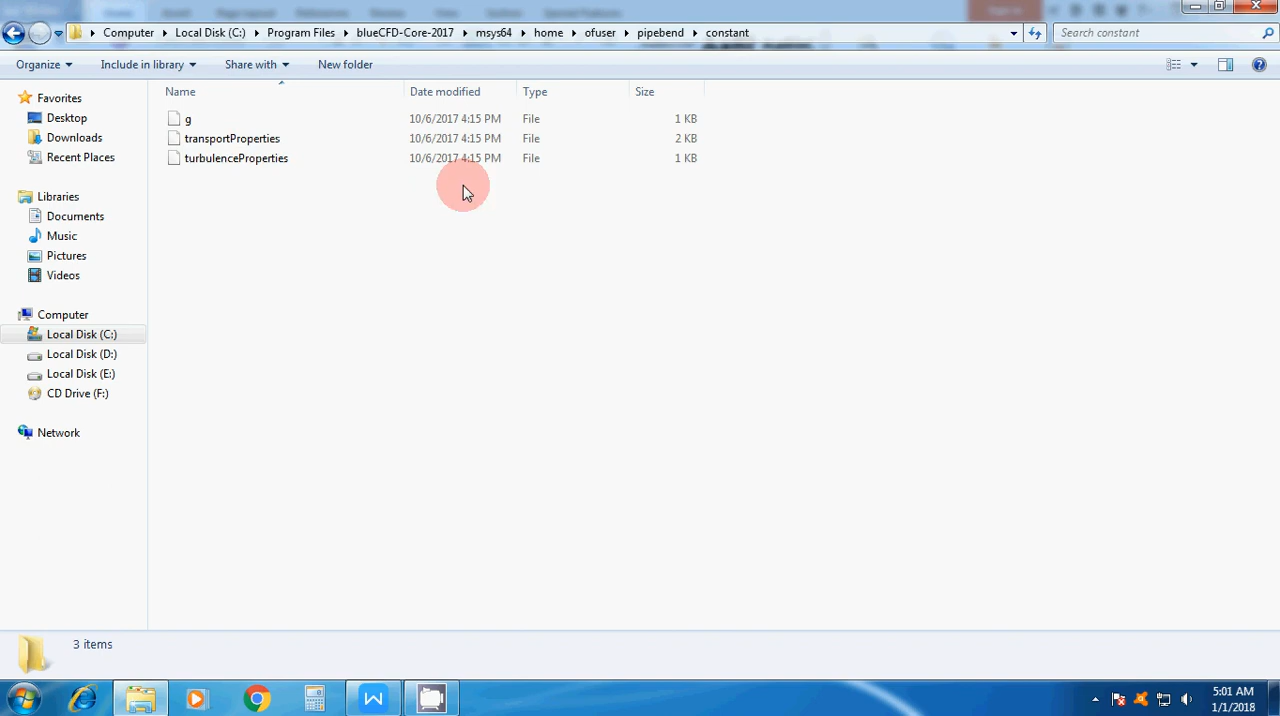 Computer Local Disk (C:) Program Files blueCFD-Core-2017 msys64 home ofuser pipebend constant Search constant
Organize Include in library Share with New folder
Name Date modified Type Size
g 10/6/2017 4:15 PM File 1 KB
transportProperties 10/6/2017 4:15 PM File 2 KB
turbulenceProperties 10/6/2017 4:15 PM File 1 KB
Favorites
Desktop
Downloads
Recent Places
Libraries
Documents
Music
Pictures
Videos
Computer
Local Disk (C:)
Local Disk (D:)
Local Disk (E:)
CD Drive (F:)
Network
3 items
5:01 AM
1/1/2018